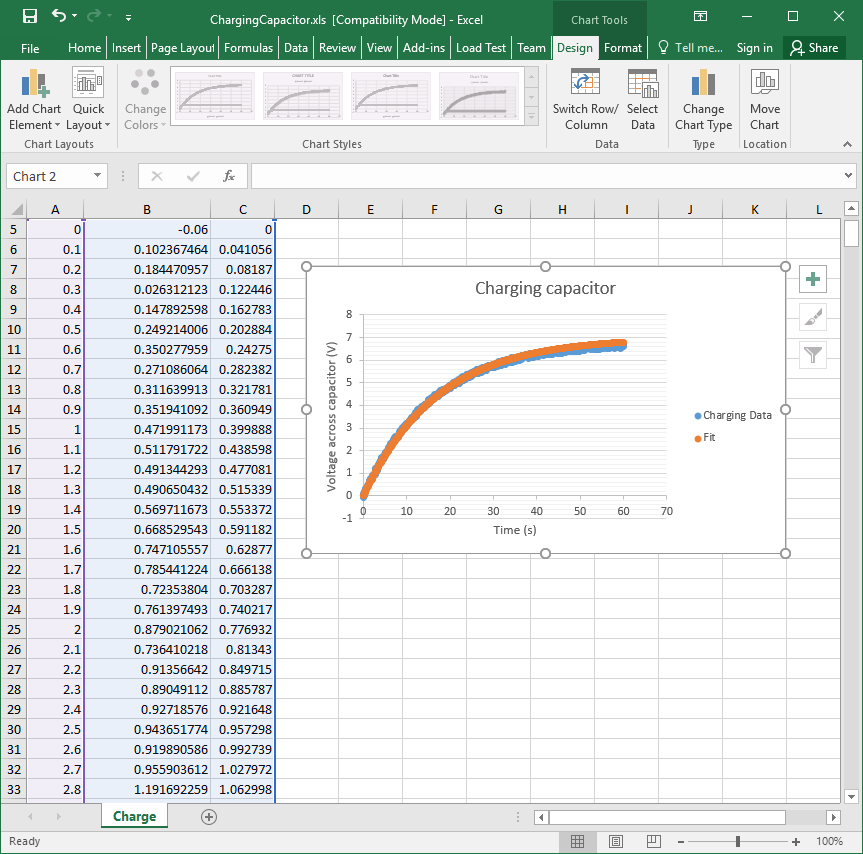 ChargingCapacitor.xls [Compatibility Mode] - Excel
Chart Tools
File Home Insert Page Layout Formulas Data Review View Add-ins Load Test Team Design Format Tell me... Sign in Share
Add Chart Element
Quick Layout
Change Colors
Switch Row/ Column
Select Data
Change Chart Type
Move Chart
Chart Layouts Chart Styles Data Type Location
Chart 2 fx
A B C D E F G H I J K L
5 0 -0.06 0
6 0.1 0.102367464 0.041056
7 0.2 0.184470957 0.08187
8 0.3 0.026312123 0.122446
9 0.4 0.147892598 0.162783
10 0.5 0.249214006 0.202884
11 0.6 0.350277959 0.24275
12 0.7 0.271086064 0.282382
13 0.8 0.311639913 0.321781
14 0.9 0.351941092 0.360949
15 1 0.471991173 0.399888
16 1.1 0.511791722 0.438598
17 1.2 0.491344293 0.477081
18 1.3 0.490650432 0.515339
19 1.4 0.569711673 0.553372
20 1.5 0.668529543 0.591182
21 1.6 0.747105557 0.62877
22 1.7 0.785441224 0.666138
23 1.8 0.72353804 0.703287
24 1.9 0.761397493 0.740217
25 2 0.879021062 0.776932
26 2.1 0.736410218 0.81343
27 2.2 0.91356642 0.849715
28 2.3 0.89049112 0.885787
29 2.4 0.92718576 0.921648
30 2.5 0.943651774 0.957298
31 2.6 0.919890586 0.992739
32 2.7 0.955903612 1.027972
33 2.8 1.191692259 1.062998
Charging capacitor
Voltage across capacitor (V)
8
7
6
5
4
3
2
1
0
-1
0 10 20 30 40 50 60 70
Time (s)
Charging Data
Fit
Charge
Ready 100%